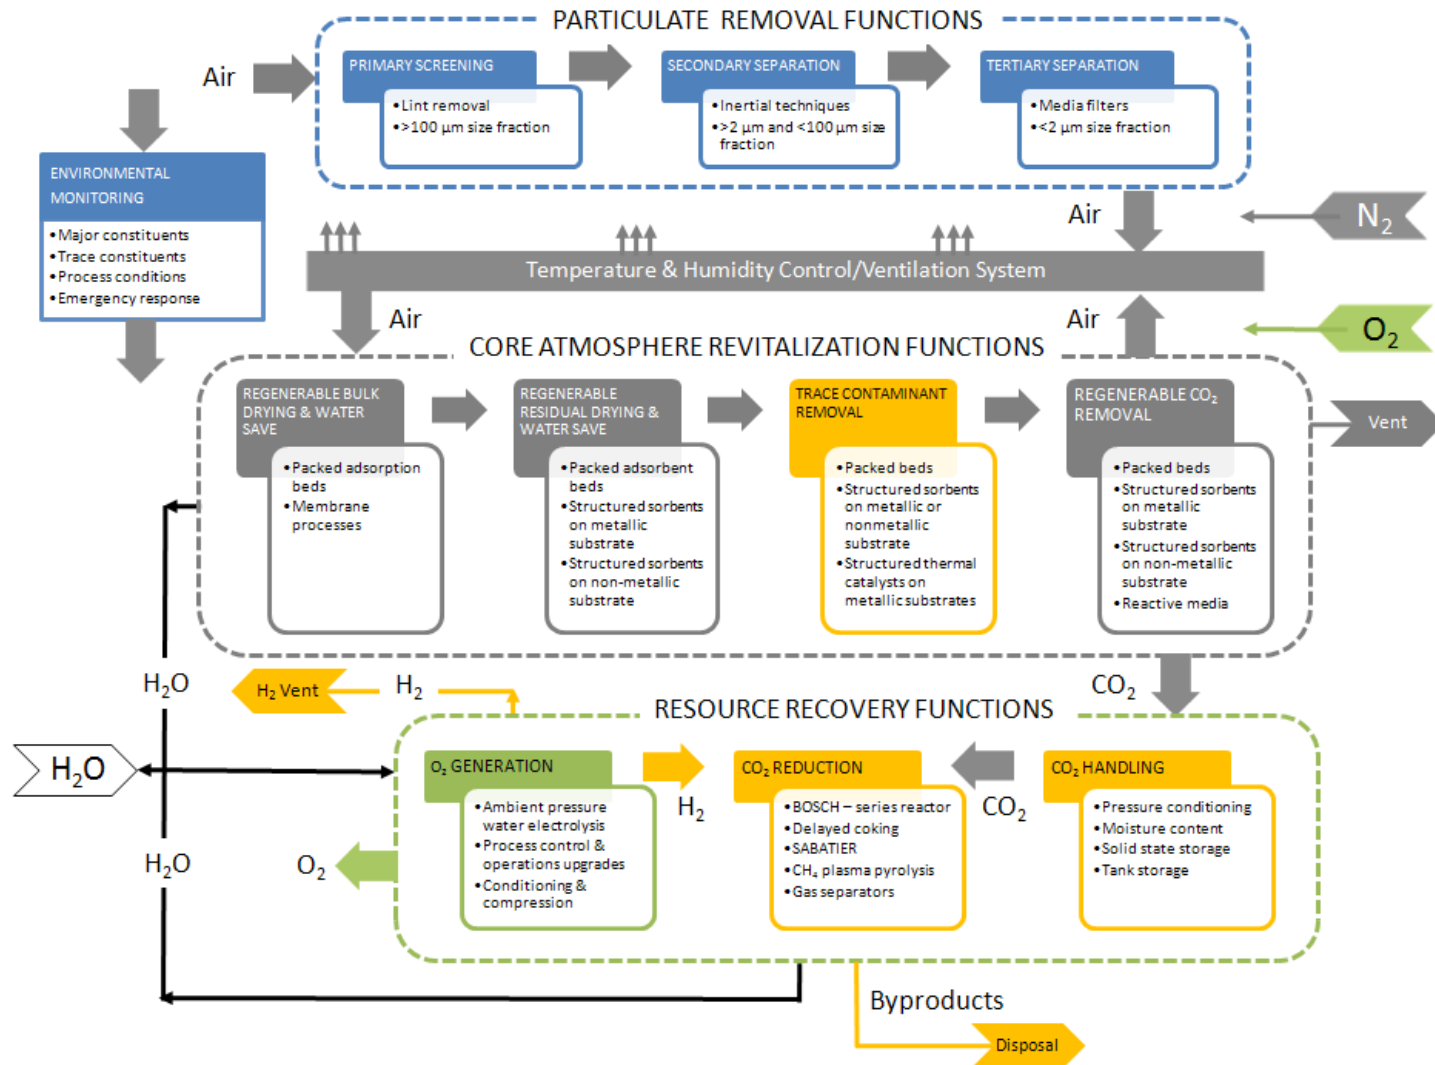 PARTICULATE REMOVAL FUNCTIONS
Air
PRIMARY SCREENING
•Lint removal
•>100 µm size fraction
SECONDARY SEPARATION
•Inertial techniques
•>2 µm and <100 µm size
fraction
TERTIARY SEPARATION
•Media filters
•<2 µm size fraction
ENVIRONMENTAL
MONITORING
•Major constituents
•Trace constituents
•Process conditions
•Emergency response
Air
N₂
Temperature & Humidity Control/Ventilation System
Air
Air
O₂
CORE ATMOSPHERE REVITALIZATION FUNCTIONS
REGENERABLE BULK
DRYING & WATER
SAVE
•Packed adsorption
beds
•Membrane
processes
REGENERABLE
RESIDUAL DRYING &
WATER SAVE
•Packed adsorbent
beds
•Structured sorbents
on metallic
substrate
•Structured sorbents
on non-metallic
substrate
TRACE CONTAMINANT
REMOVAL
•Packed beds
•Structured sorbents
on metallic or
nonmetallic
substrate
•Structured thermal
catalysts on
metallic substrates
REGENERABLE CO₂
REMOVAL
•Packed beds
•Structured sorbents
on metallic
substrate
•Structured sorbents
on non-metallic
substrate
•Reactive media
Vent
H₂O
H₂ Vent
H₂
CO₂
RESOURCE RECOVERY FUNCTIONS
H₂O
O₂ GENERATION
•Ambient pressure
water electrolysis
•Process control &
operations upgrades
•Conditioning &
compression
H₂
CO₂ REDUCTION
•BOSCH – series reactor
•Delayed coking
•SABATIER
•CH₄ plasma pyrolysis
•Gas separators
CO₂
CO₂ HANDLING
•Pressure conditioning
•Moisture content
•Solid state storage
•Tank storage
H₂O
O₂
Byproducts
Disposal